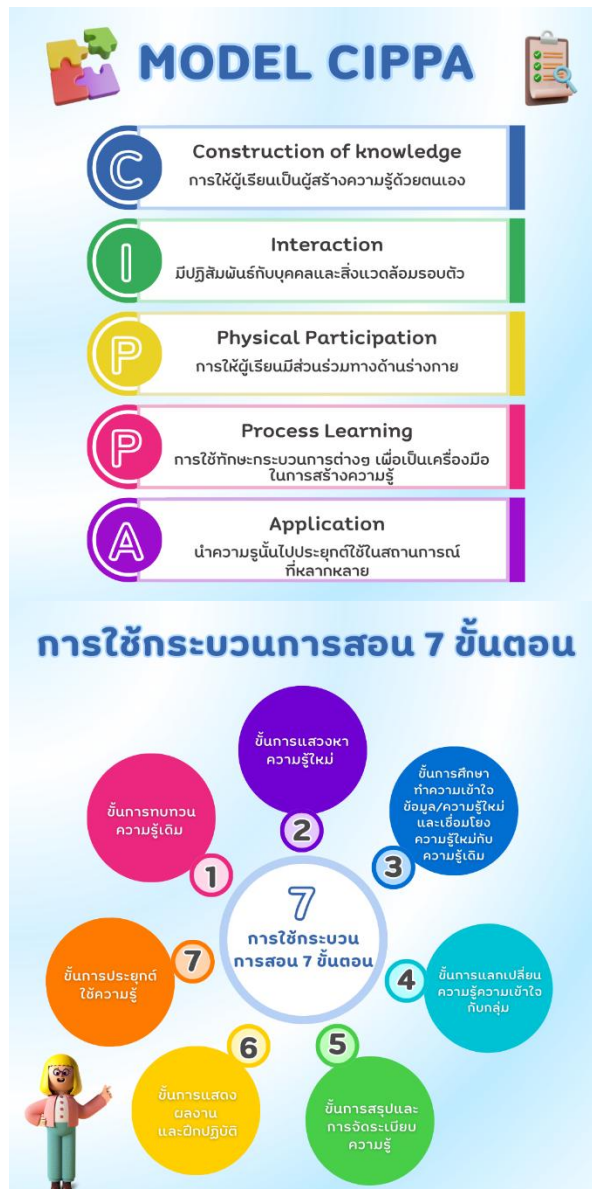 MODEL CIPPA
C
Construction of knowledge
การให้ผู้เรียนเป็นผู้สร้างความรู้ด้วยตนเอง
I
Interaction
มีปฏิสัมพันธ์กับบุคคลและสิ่งแวดล้อมรอบตัว
P
Physical Participation
การให้ผู้เรียนมีส่วนร่วมทางด้านร่างกาย
P
Process Learning
การใช้ทักษะกระบวนการต่างๆ เพื่อเป็นเครื่องมือ
ในการสร้างความรู้
A
Application
นำความรูนั้นไปประยุกต์ใช้ในสถานการณ์
ที่หลากหลาย
การใช้กระบวนการสอน 7 ขั้นตอน
ขั้นการทบทวน
ความรู้เดิม
1
ขั้นการแสวงหา
ความรู้ใหม่
2
ขั้นการศึกษา
ทำความเข้าใจ
ข้อมูล/ความรู้ใหม่
และเชื่อมโยง
ความรู้ใหม่กับ
ความรู้เดิม
3
7
การใช้กระบวน
การสอน 7 ขั้นตอน
4
ขั้นการแลกเปลี่ยน
ความรู้ความเข้าใจ
กับกลุ่ม
5
ขั้นการสรุปและ
การจัดระเบียบ
ความรู้
6
ขั้นการแสดง
ผลงาน
และฝึกปฏิบัติ
7
ขั้นการประยุกต์
ใช้ความรู้